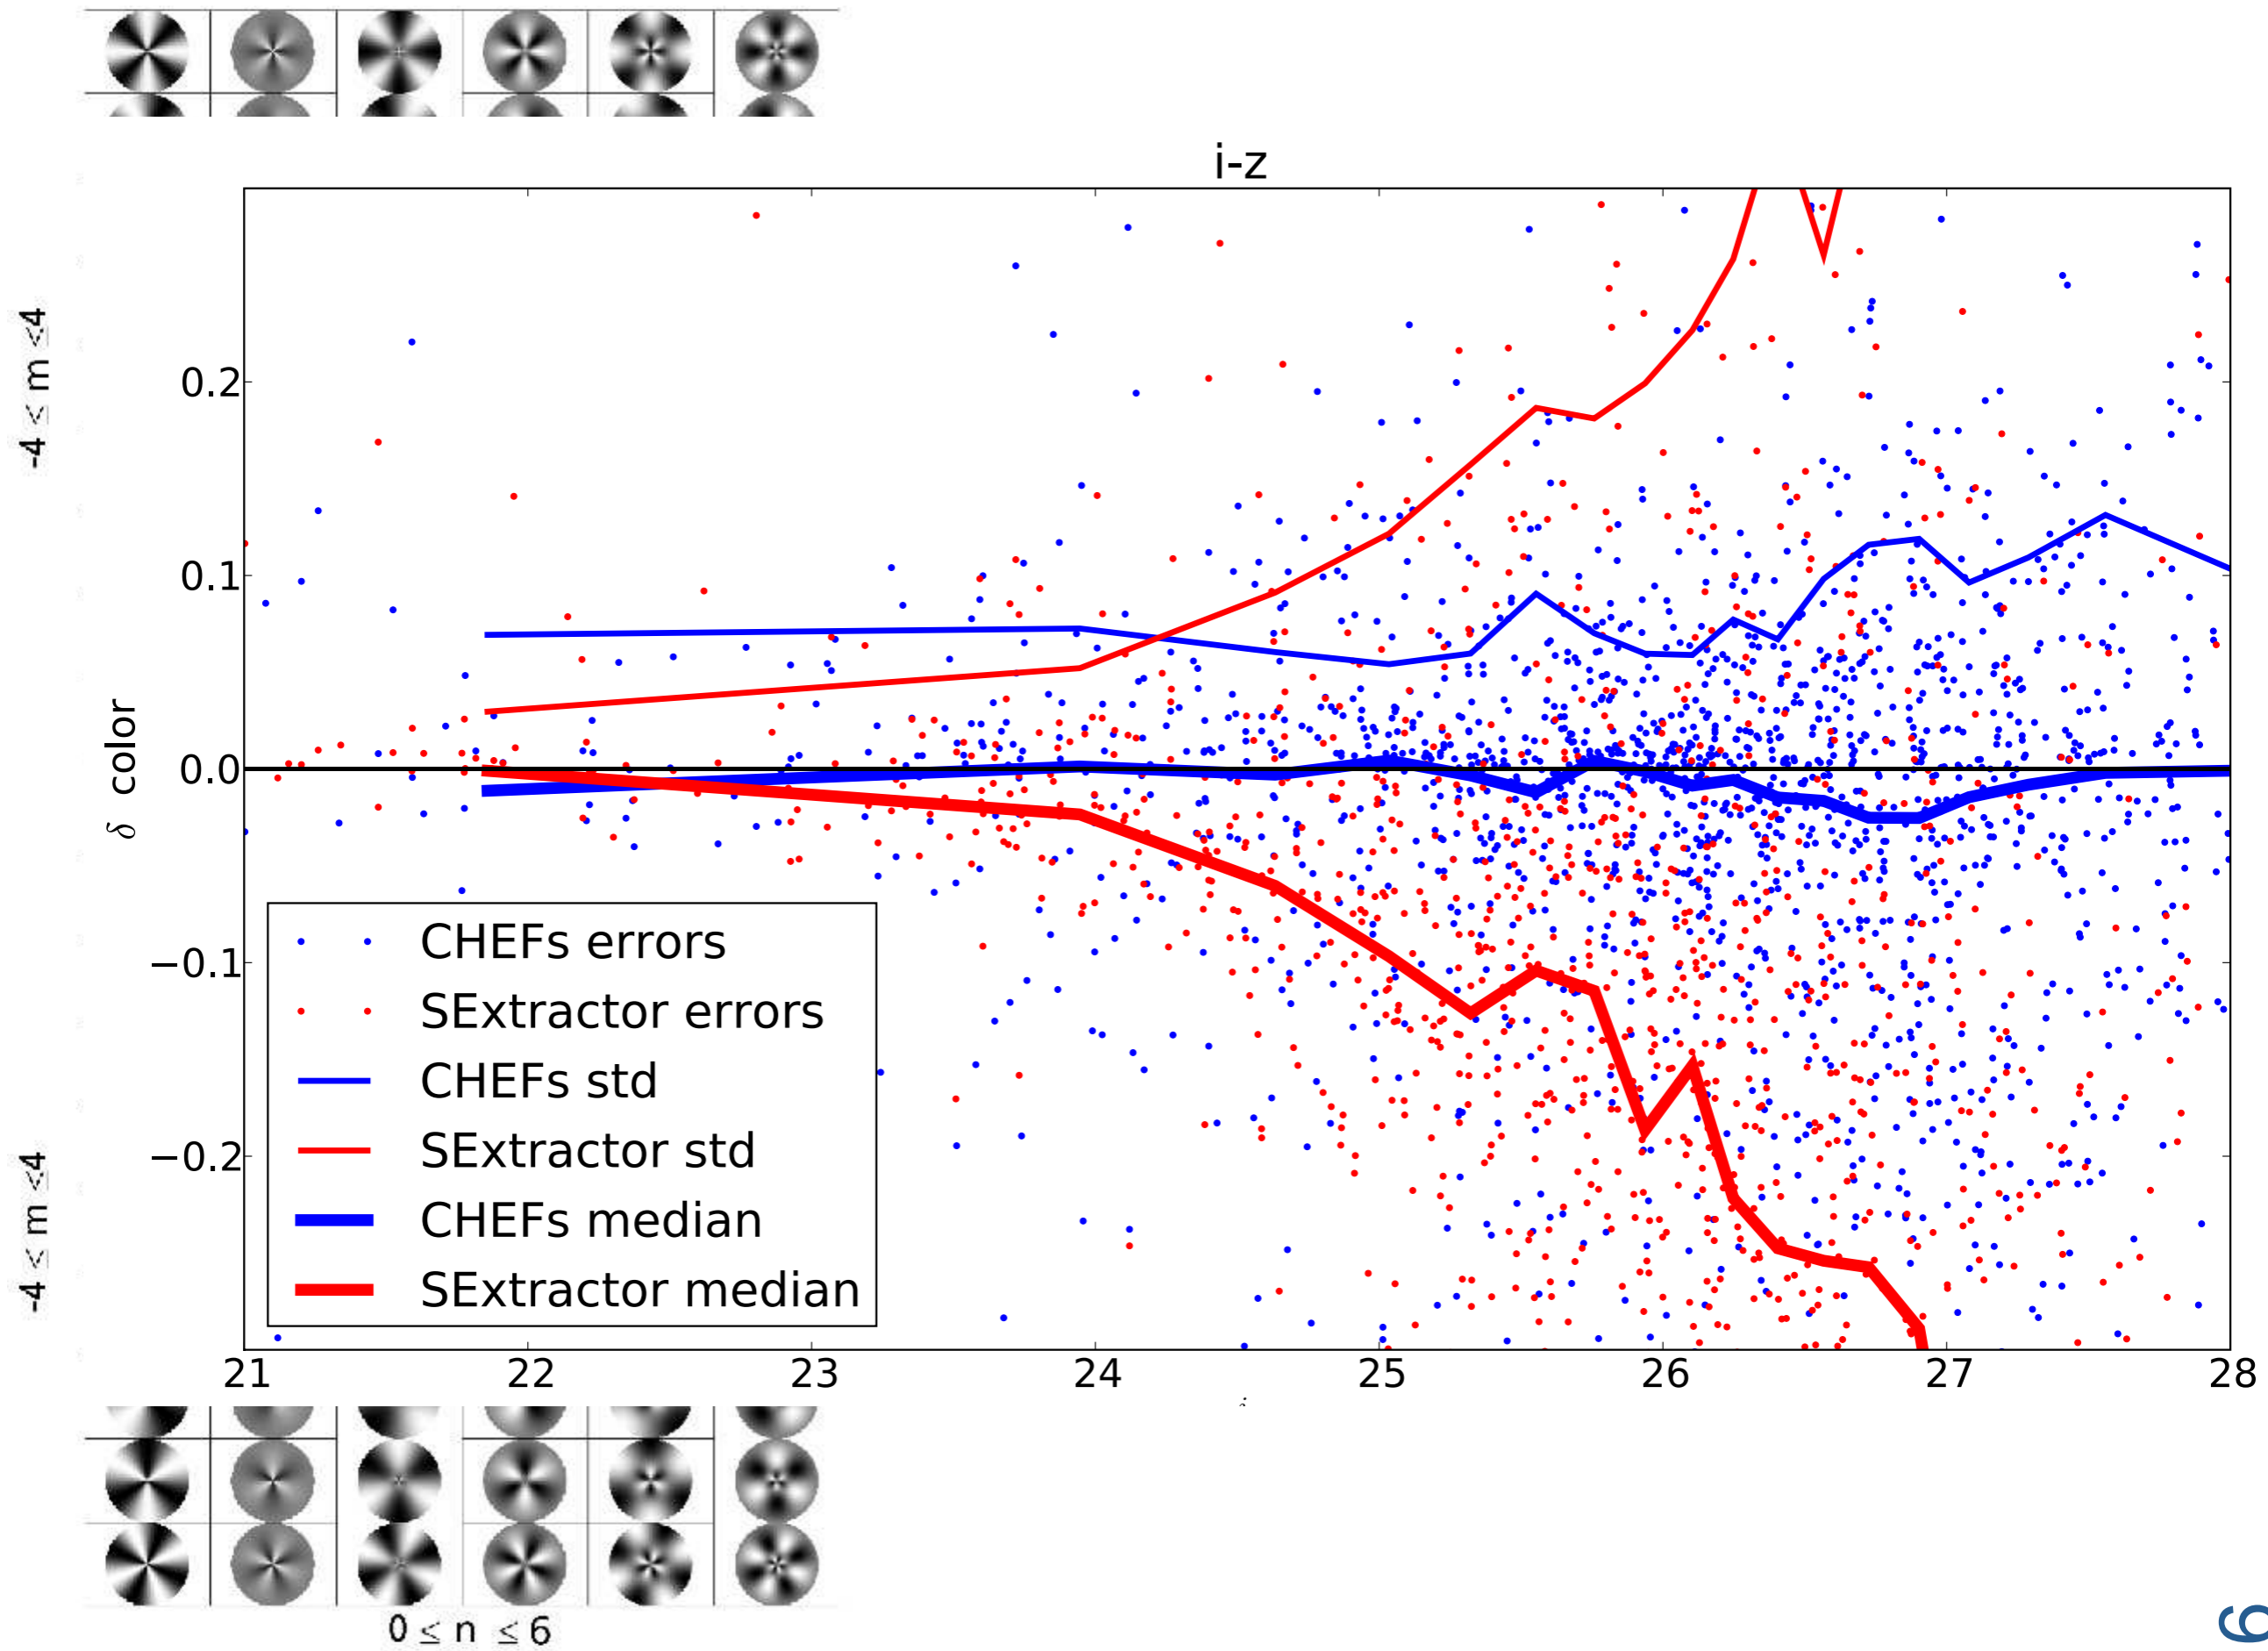 i-z
-4 ≤ m ≤4
δ color
0.2
0.1
0.0
−0.1
−0.2
CHEFs errors
SExtractor errors
CHEFs std
SExtractor std
CHEFs median
SExtractor median
-4 ≤ m ≤4
21 22 23 24 25 26 27 28
0 ≤ n ≤6
6